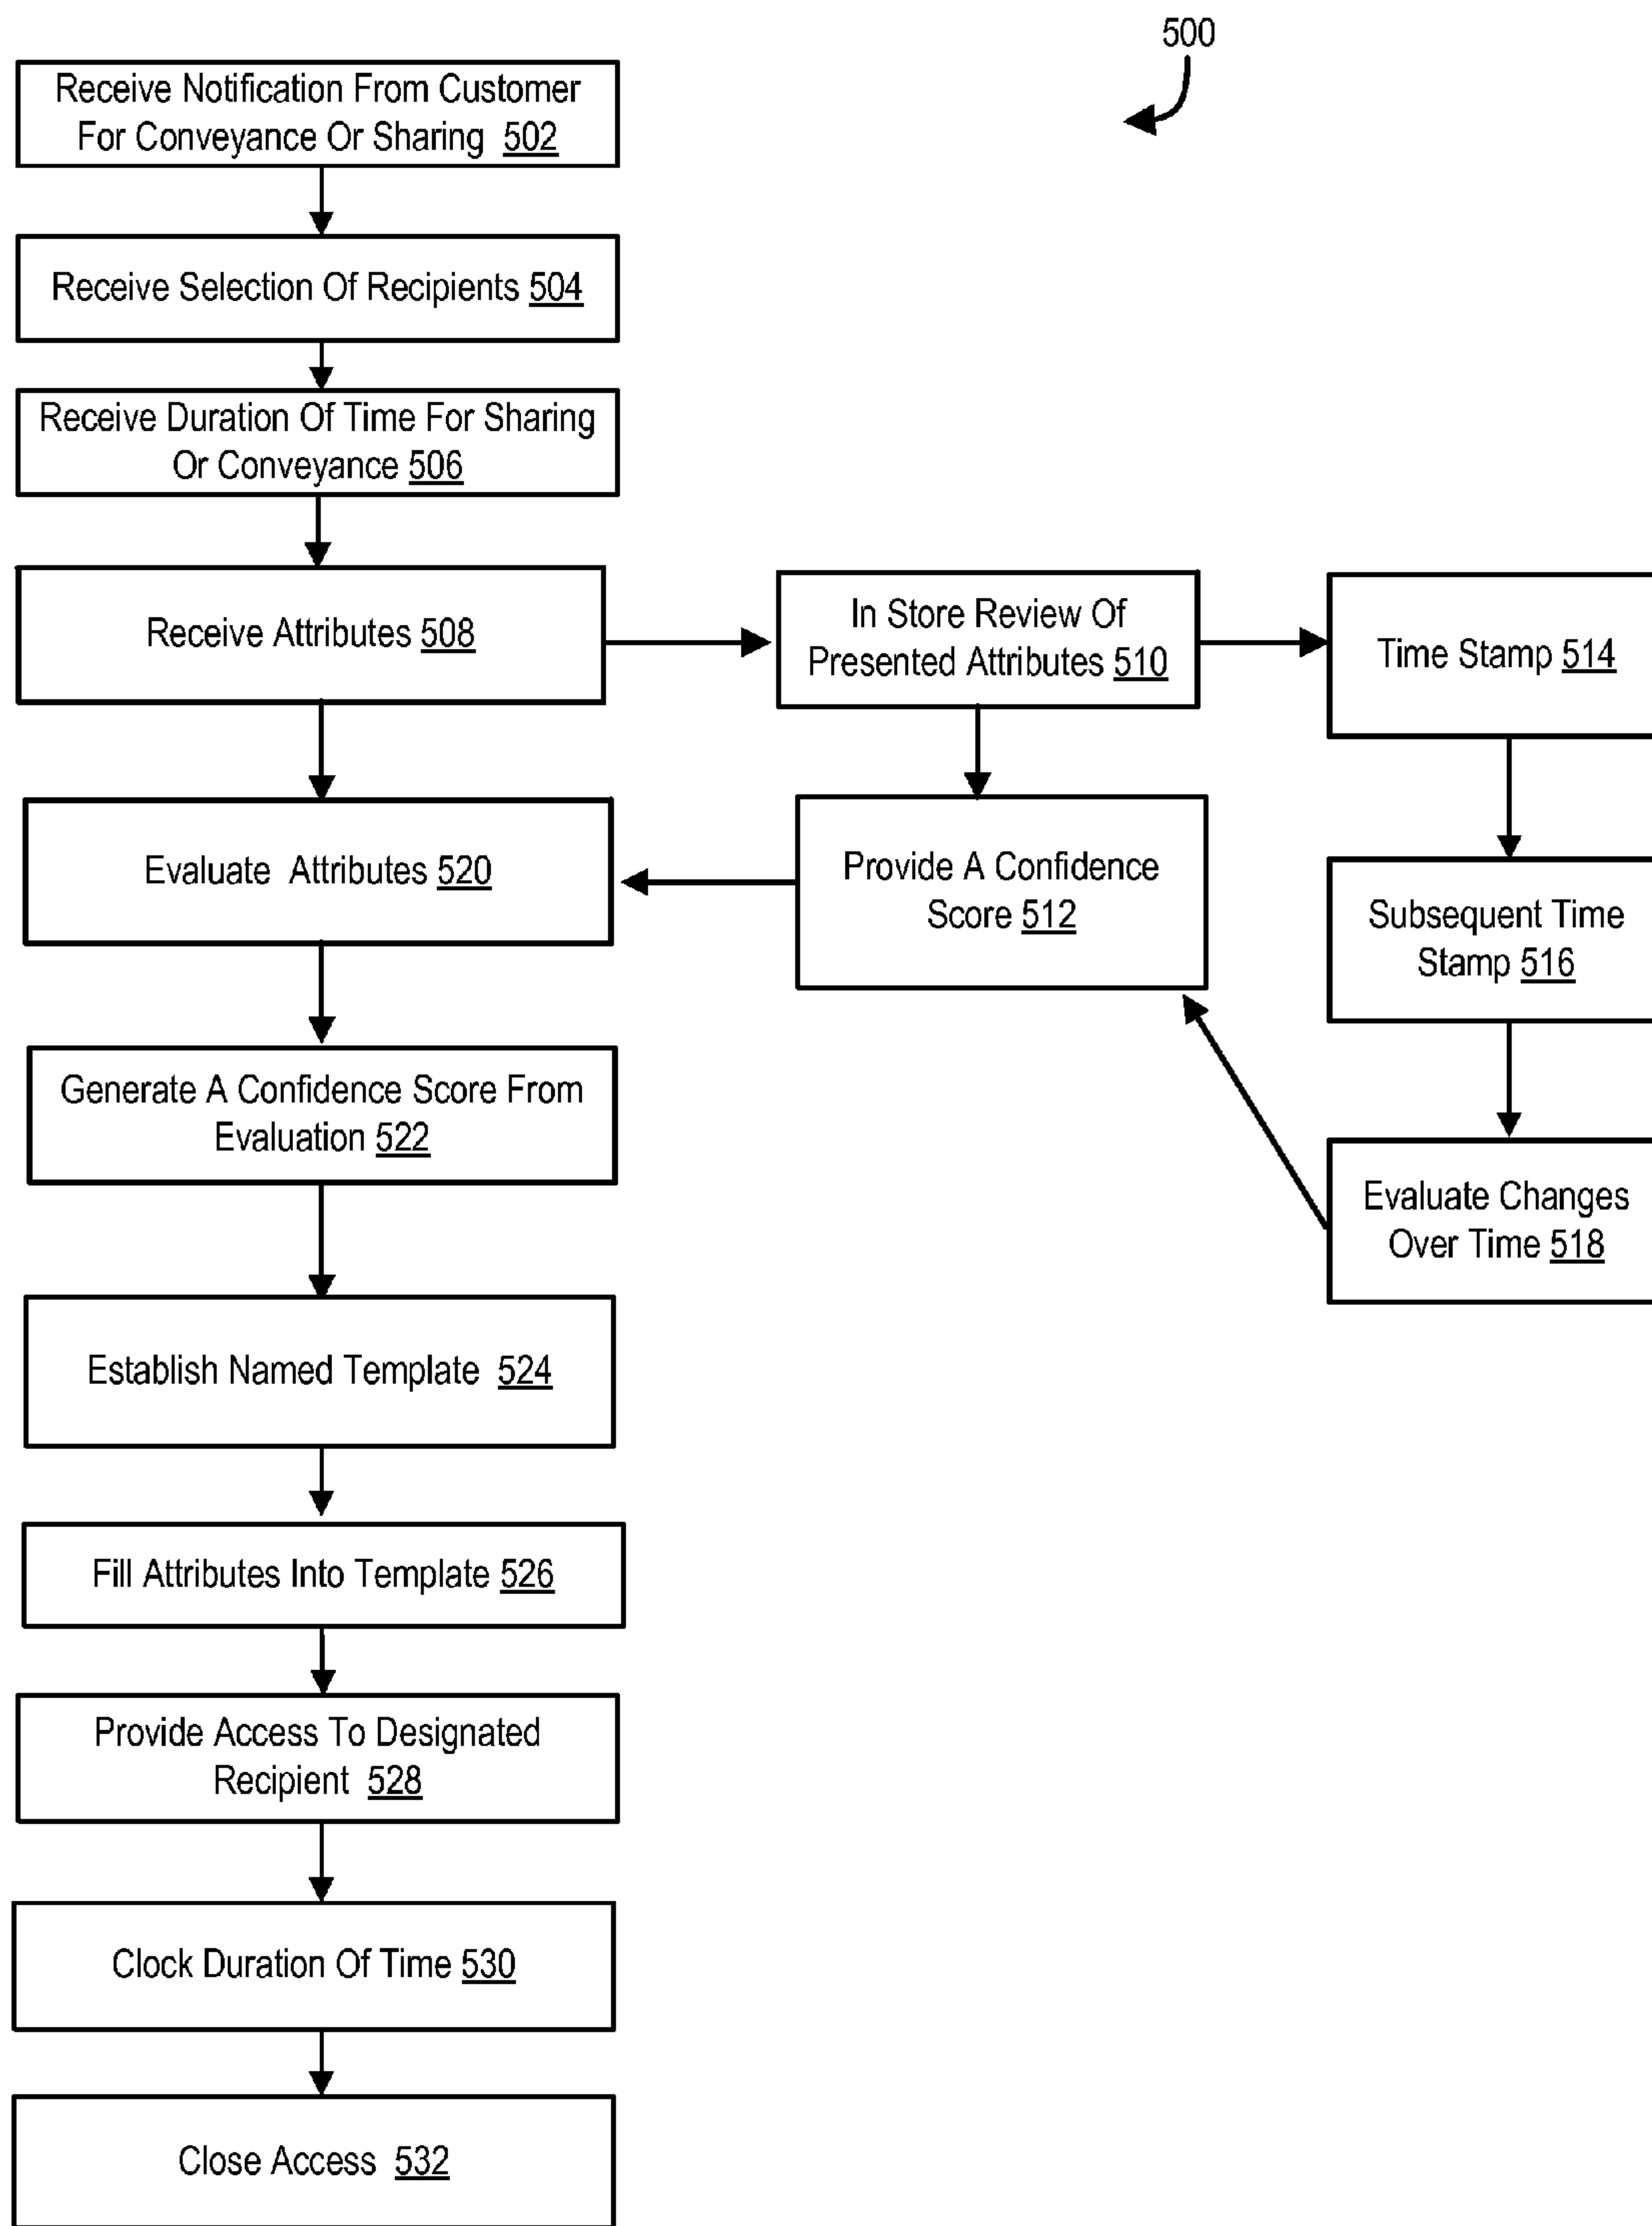 500
Receive Notification From Customer
For Conveyance Or Sharing 502
Receive Selection Of Recipients 504
Receive Duration Of Time For Sharing
Or Conveyance 506
Receive Attributes 508
In Store Review Of
Presented Attributes 510
Time Stamp 514
Evaluate Attributes 520
Provide A Confidence
Score 512
Subsequent Time
Stamp 516
Generate A Confidence Score From
Evaluation 522
Evaluate Changes
Over Time 518
Establish Named Template 524
Fill Attributes Into Template 526
Provide Access To Designated
Recipient 528
Clock Duration Of Time 530
Close Access 532